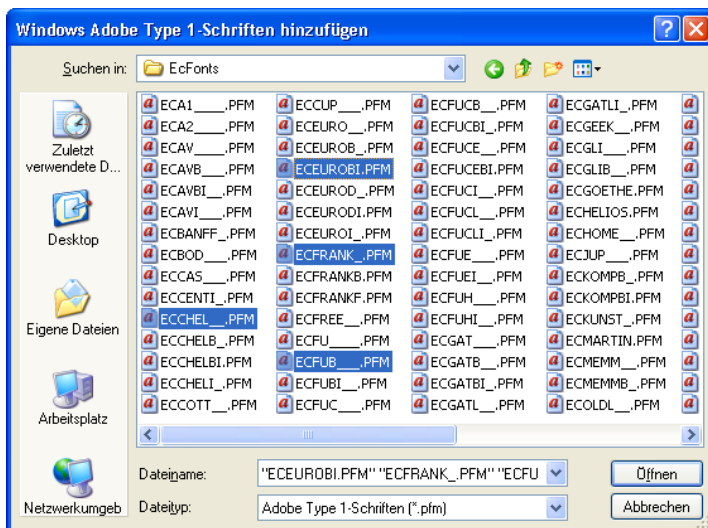 Windows Adobe Type 1-Schriften hinzufügen
Suchen in: EcFonts
Zuletzt
verwendete D...
Desktop
Eigene Dateien
Arbeitsplatz
Netzwerkumgeb
ECA1____.PFM ECCUP___.PFM ECFUCB__.PFM ECGATLI_.PFM
ECA2____.PFM ECEURO__.PFM ECFUCBI_.PFM ECGEEK__.PFM
ECAV____.PFM ECEUROB_.PFM ECFUCE__.PFM ECGLI___.PFM
ECAVB___.PFM ECEUROBI.PFM ECFUCEBI.PFM ECGLIB__.PFM
ECAVBI__.PFM ECEUROD_.PFM ECFUCI__.PFM ECGOETHE.PFM
ECAVI___.PFM ECEURODI.PFM ECFUCL__.PFM ECHELIOS.PFM
ECBANFF_.PFM ECEUROI_.PFM ECFUCLI_.PFM ECHOME__.PFM
ECBOD___.PFM ECFRANK_.PFM ECFUE___.PFM ECJUP___.PFM
ECCAS___.PFM ECFRANKB.PFM ECFUEI__.PFM ECKOMPB_.PFM
ECCENTI_.PFM ECFRANKF.PFM ECFUH___.PFM ECKOMPBI.PFM
ECCHEL__.PFM ECFREE__.PFM ECFUHI__.PFM ECKUNST_.PFM
ECCHELB_.PFM ECFU____.PFM ECGAT___.PFM ECMARTIN.PFM
ECCHELBI.PFM ECFUB___.PFM ECGATB__.PFM ECMEMM__.PFM
ECCHELI_.PFM ECFUBI__.PFM ECGATBI_.PFM ECMEMMB_.PFM
ECCOTT__.PFM ECFUC___.PFM ECGATL__.PFM ECOLDL__.PFM
Dateiname: "ECEUROBI.PFM" "ECFRANK_.PFM" "ECFU Öffnen
Dateityp: Adobe Type 1-Schriften (*.pfm) Abbrechen